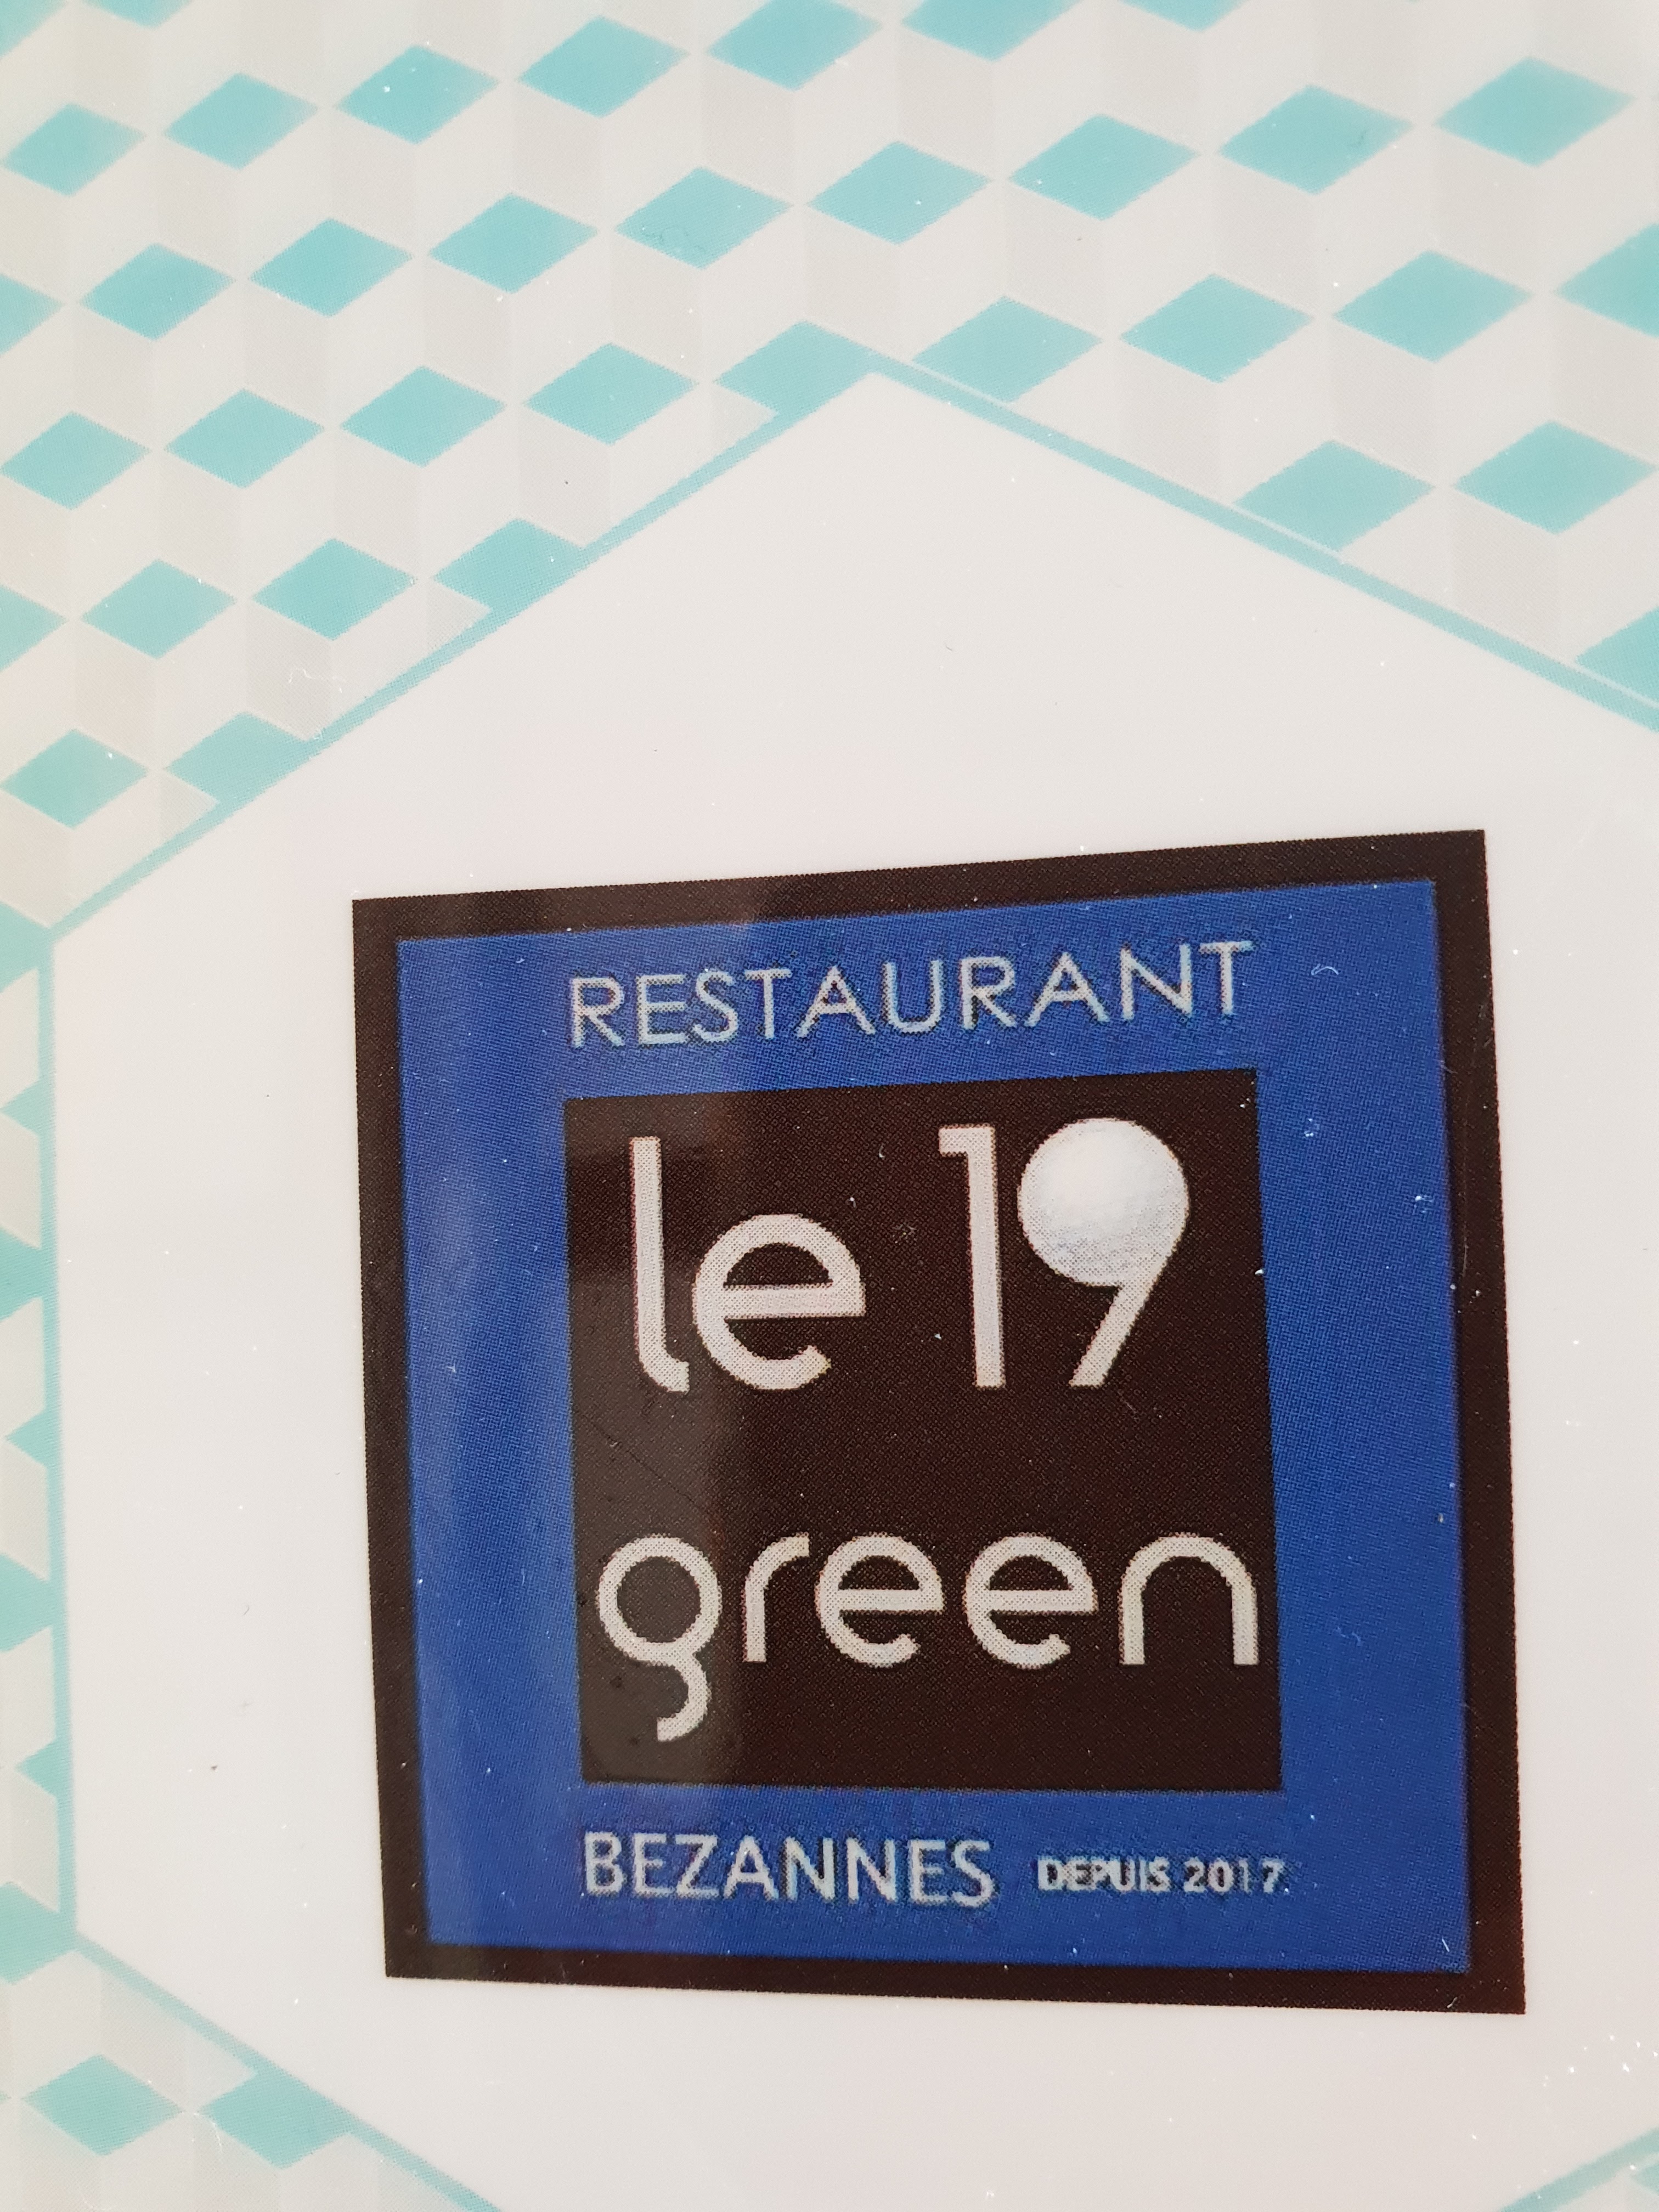 RESTAURANT
le 19
green
BEZANNES DEPUIS 2017